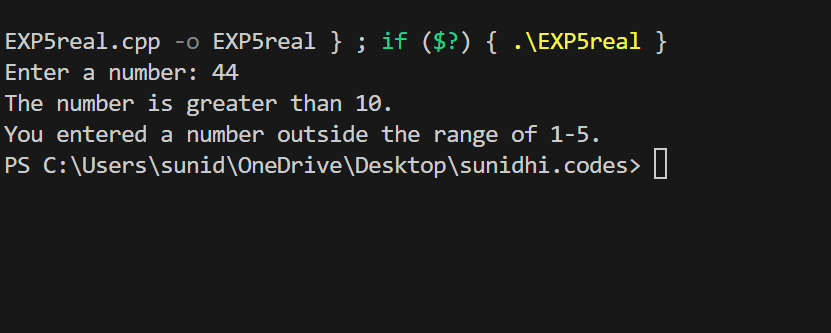 EXP5real.cpp -o EXP5real } ; if ($?) { .\EXP5real }
Enter a number: 44
The number is greater than 10.
You entered a number outside the range of 1-5.
PS C:\Users\sunid\OneDrive\Desktop\sunidhi.codes>